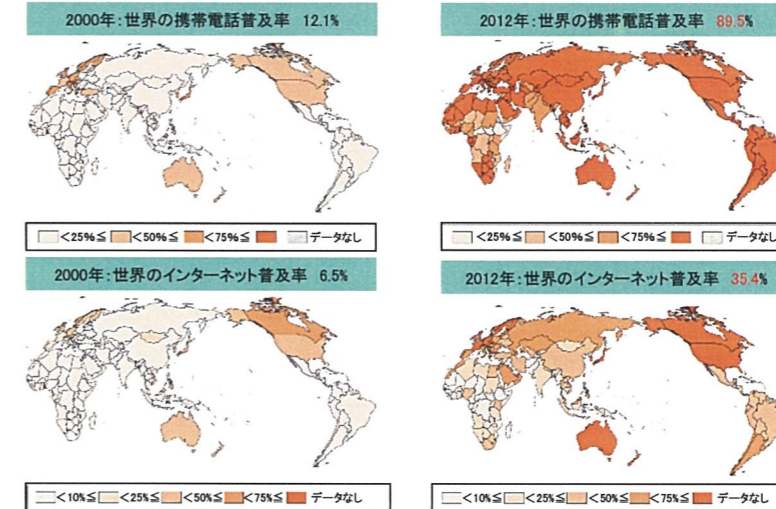 2000年:世界の携帯電話普及率 12.1%
<25%≦ <50%≦ <75%≦ データなし
2012年:世界の携帯電話普及率 89.5%
<25%≦ <50%≦ <75%≦ データなし
2000年:世界のインターネット普及率 6.5%
<10%≦ <25%≦ <50%≦ <75%≦ データなし
2012年:世界のインターネット普及率 35.4%
<10%≦ <25%≦ <50%≦ <75%≦ データなし